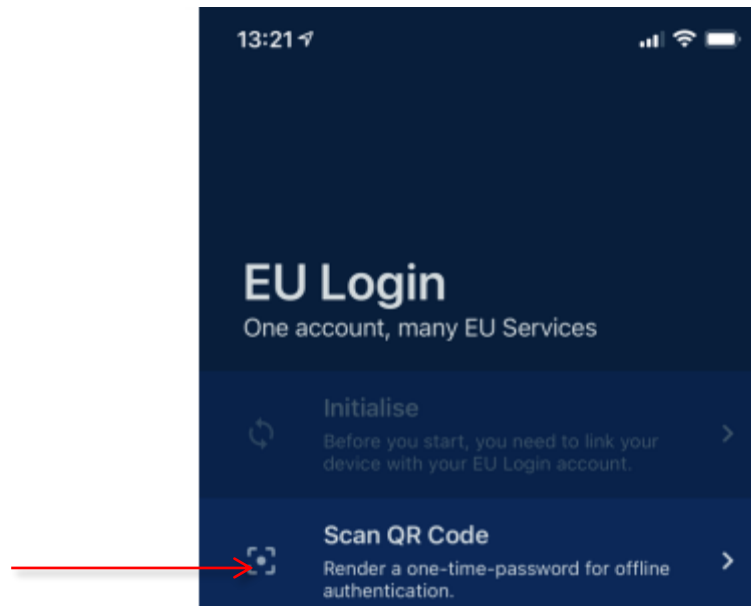 13:21
EU Login
One account, many EU Services
Initialise
Before you start, you need to link your
device with your EU Login account.
Scan QR Code
Render a one-time-password for offline
authentication.